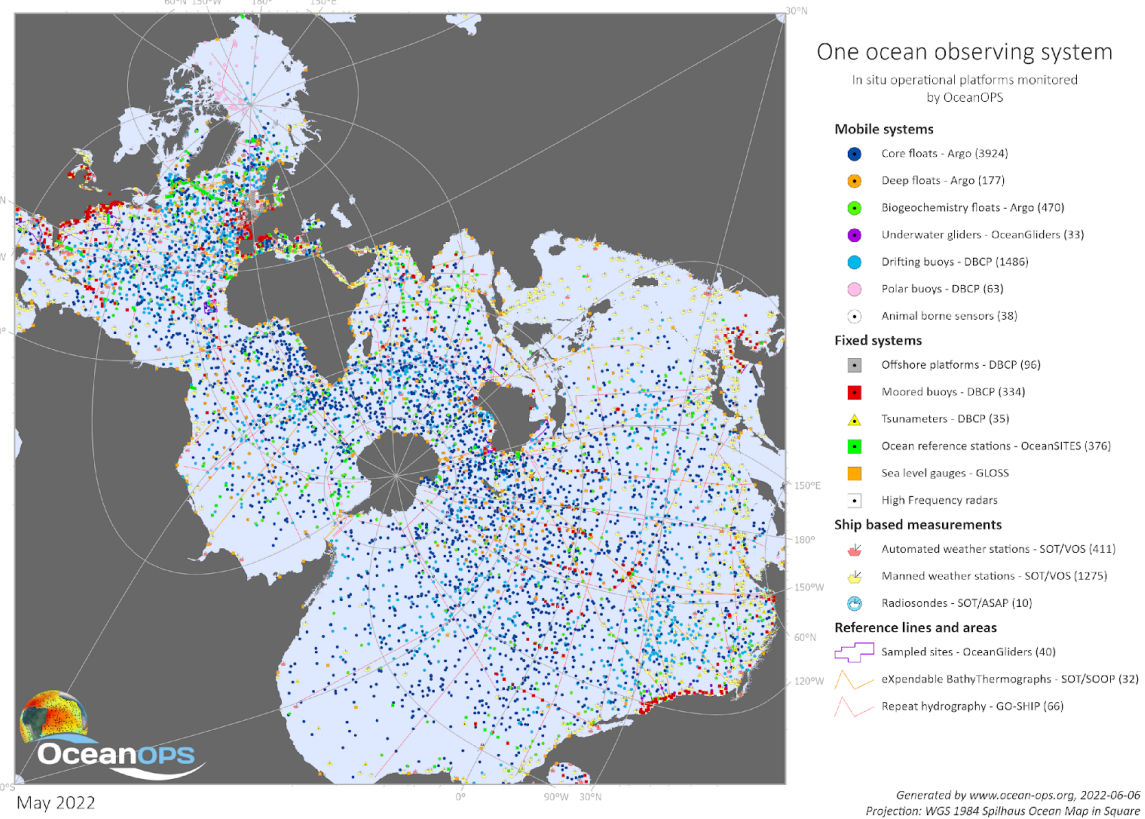 60°N 150°W 180° 150°E
30°N
One ocean observing system
In situ operational platforms monitored
by OceanOPS
Mobile systems
Core floats - Argo (3924)
Deep floats - Argo (177)
Biogeochemistry floats - Argo (470)
Underwater gliders - OceanGliders (33)
Drifting buoys - DBCP (1486)
Polar buoys - DBCP (63)
Animal borne sensors (38)
Fixed systems
Offshore platforms - DBCP (96)
Moored buoys - DBCP (334)
Tsunameters - DBCP (35)
Ocean reference stations - OceanSITES (376)
Sea level gauges - GLOSS
High Frequency radars
Ship based measurements
Automated weather stations - SOT/VOS (411)
Manned weather stations - SOT/VOS (1275)
Radiosondes - SOT/ASAP (10)
Reference lines and areas
Sampled sites - OceanGliders (40)
eXpendable BathyThermographs - SOT/SOOP (32)
Repeat hydrography - GO-SHIP (66)
150°E
180°
150°W
60°N
120°W
0°
90°W 30°N
OceanOPS
May 2022
Generated by www.ocean-ops.org, 2022-06-06
Projection: WGS 1984 Spilhaus Ocean Map in Square